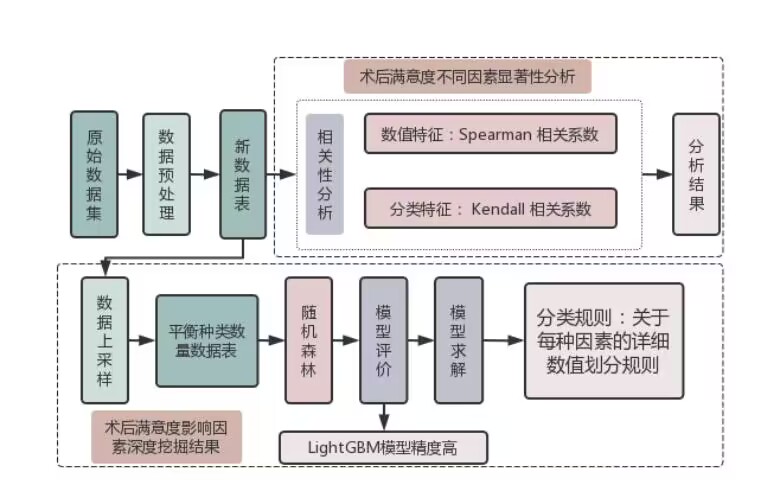 术后满意度不同因素显著性分析
原始数据集
数据预处理
新数据表
相关性分析
数值特征：Spearman 相关系数
分类特征： Kendall 相关系数
分析结果
数据上采样
平衡种类数
量数据表
随机森林
模型评价
模型求解
分类规则：关于
每种因素的详细
数值划分规则
术后满意度影响因
素深度挖掘结果
LightGBM模型精度高